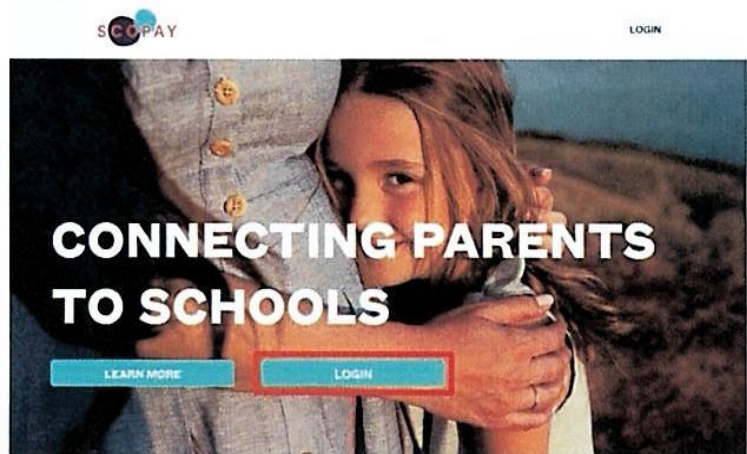 SCOPAY
LOGIN
CONNECTING PARENTS
TO SCHOOLS
LEARN MORE
LOGIN